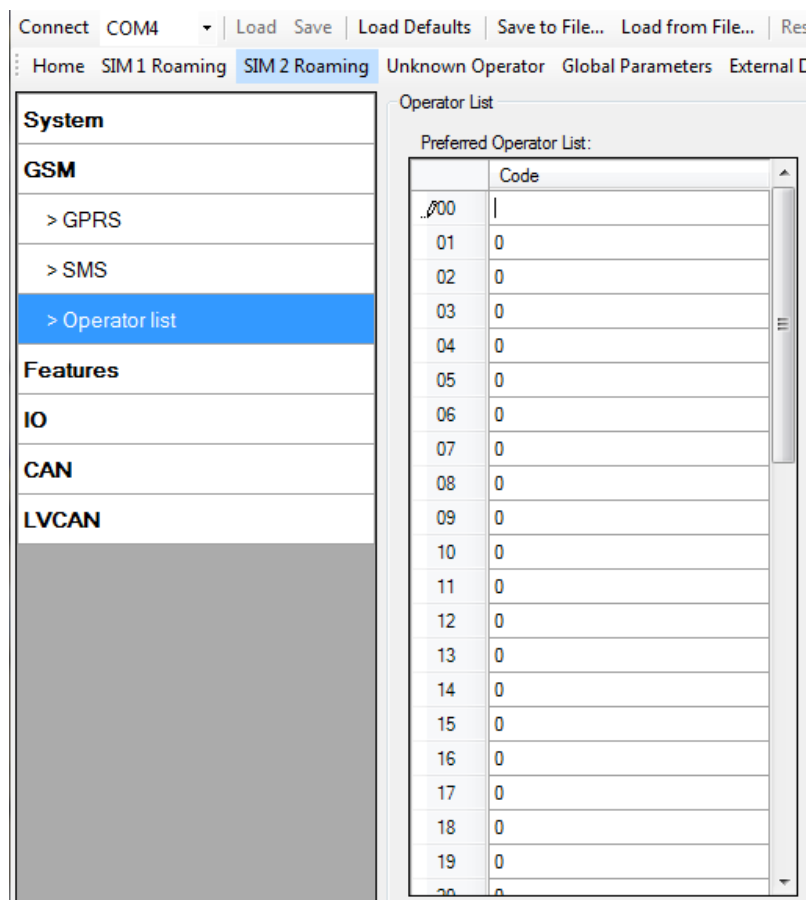 Connect COM4 Load Save Load Defaults Save to File... Load from File... Res
Home SIM 1 Roaming SIM 2 Roaming Unknown Operator Global Parameters External D
System
GSM
> GPRS
> SMS
> Operator list
Features
IO
CAN
LVCAN
Operator List
Preferred Operator List:
Code
00
01 0
02 0
03 0
04 0
05 0
06 0
07 0
08 0
09 0
10 0
11 0
12 0
13 0
14 0
15 0
16 0
17 0
18 0
19 0
20 0